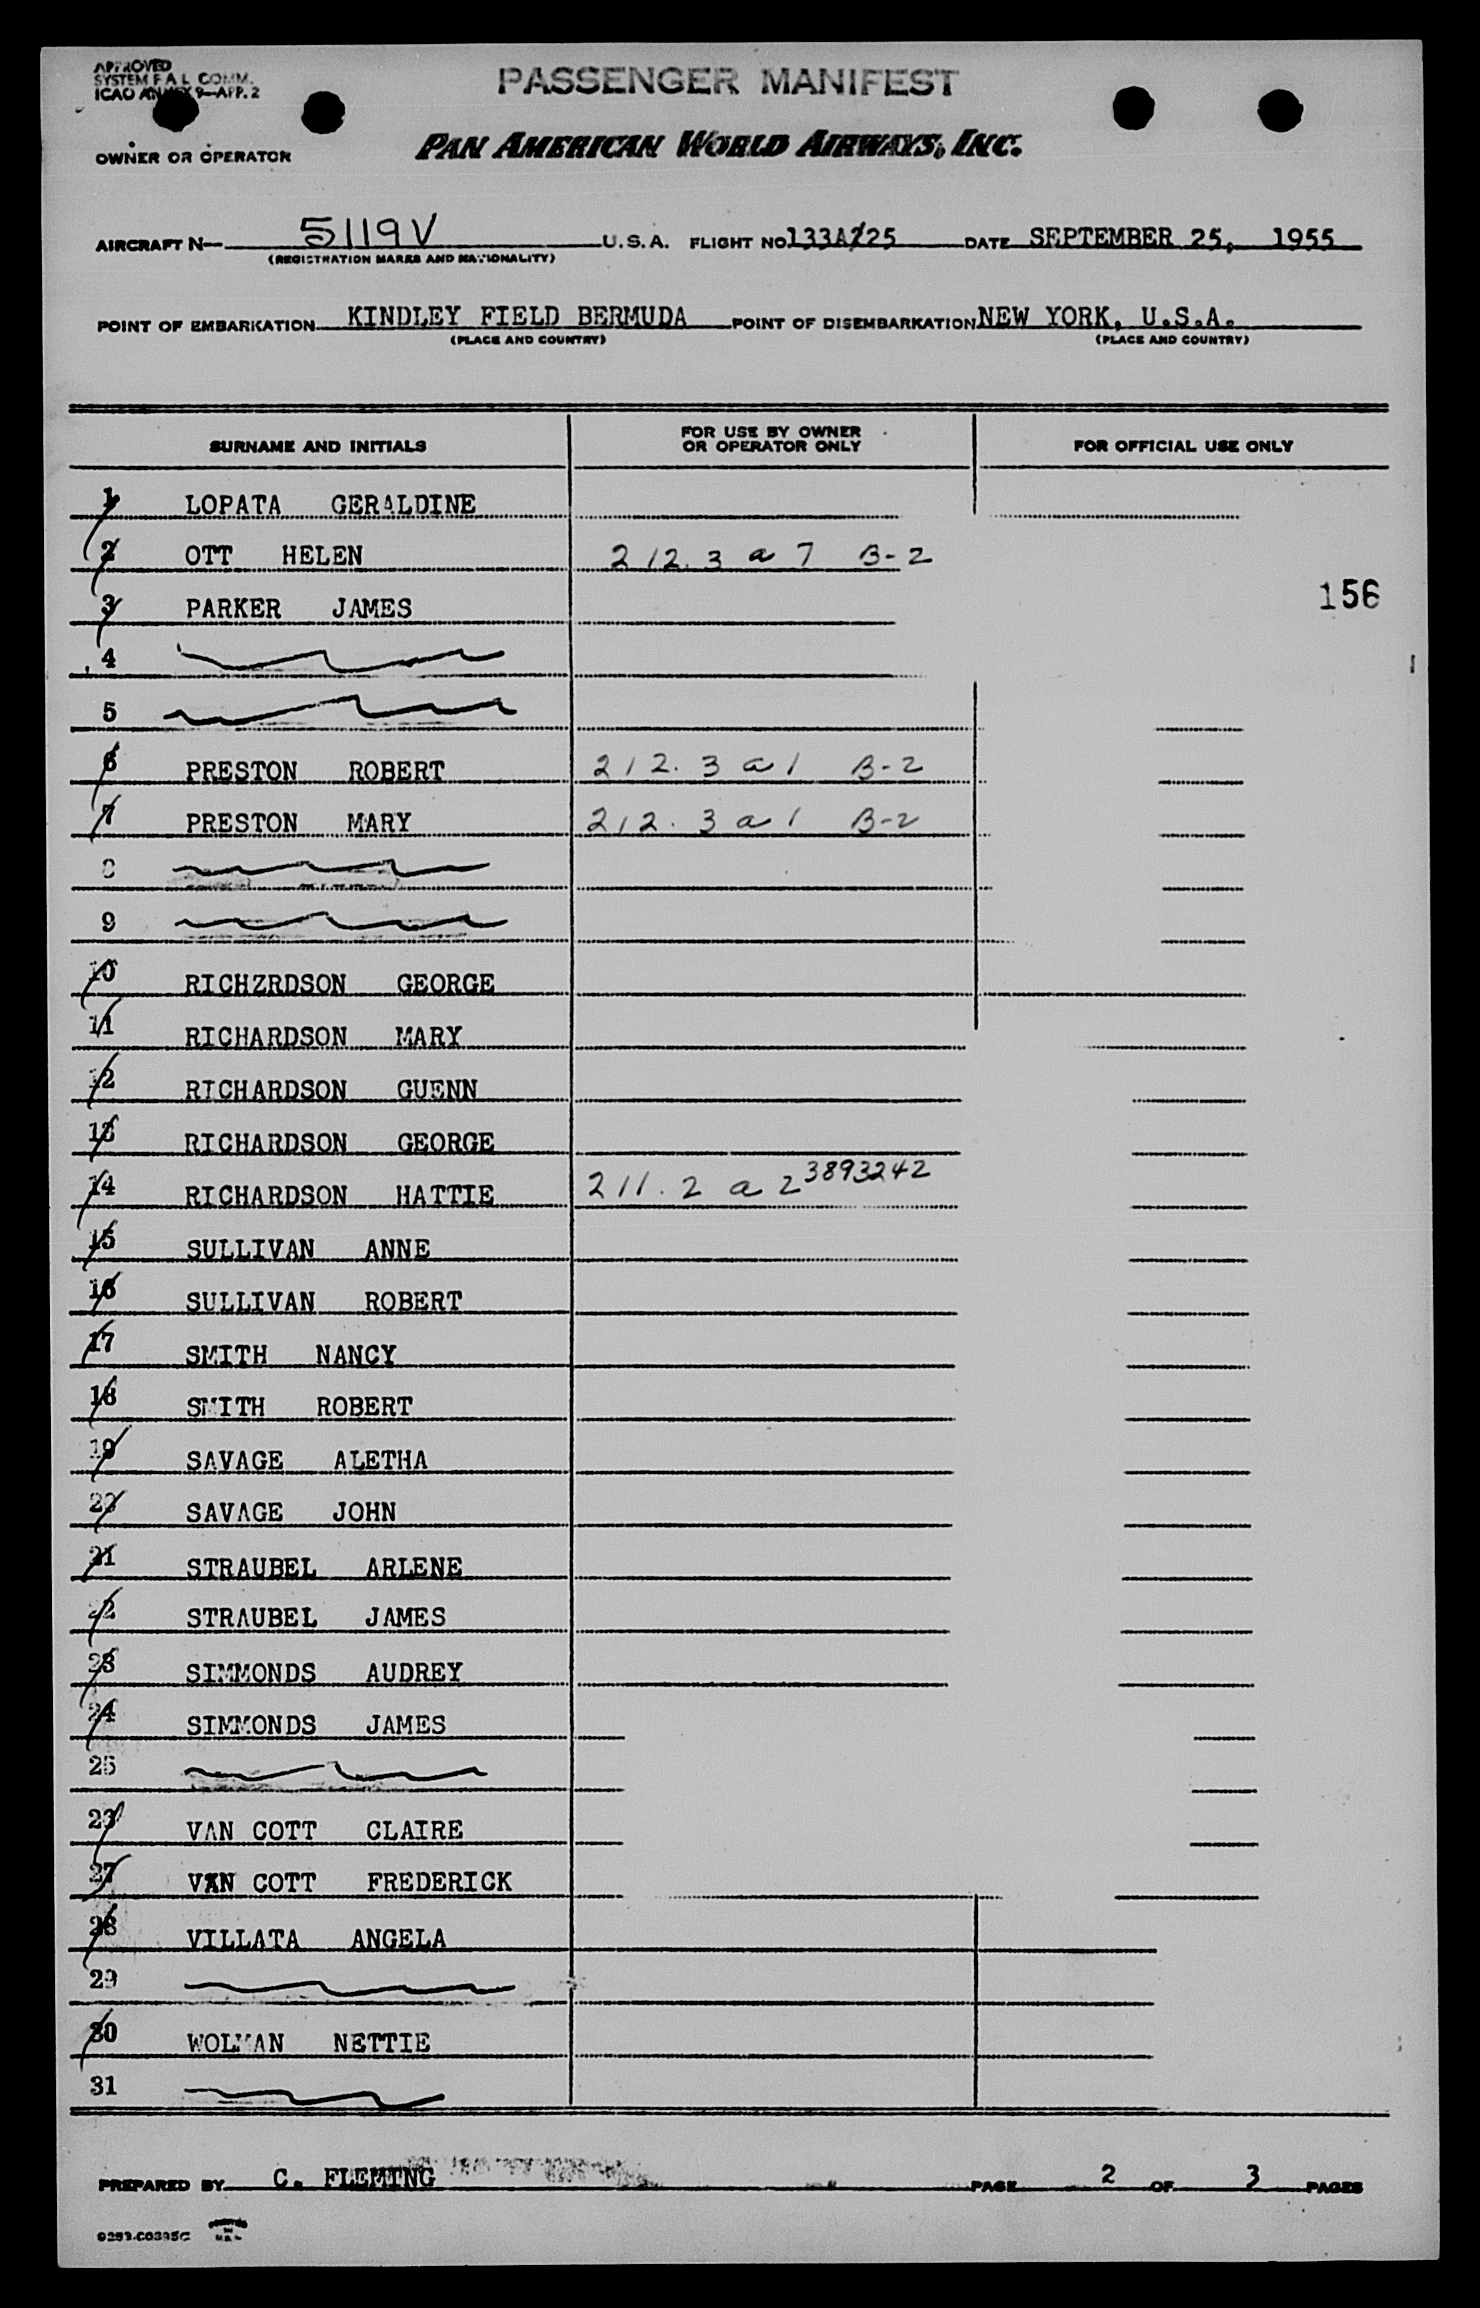 APPROVED
SYSTEM F A L COMM.
ICAO ANNEX 9—APP. 2
PASSENGER MANIFEST
OWNER OR OPERATOR PAN AMERICAN WORLD AIRWAYS, INC.
AIRCRAFT N— 5119V U.S.A. FLIGHT NO 133A/25 DATE SEPTEMBER 25, 1955
(REGISTRATION MARKS AND NATIONALITY)
POINT OF EMBARKATION KINDLEY FIELD BERMUDA POINT OF DISEMBARKATION NEW YORK, U.S.A.
(PLACE AND COUNTRY) (PLACE AND COUNTRY)
SURNAME AND INITIALS FOR USE BY OWNER OR OPERATOR ONLY FOR OFFICIAL USE ONLY
1 LOPATA GERALDINE
2 OTT HELEN 212.3 a 7 B-2
156
3 PARKER JAMES
4
5
6 PRESTON ROBERT 212.3 a 1 B-2
7 PRESTON MARY 212.3 a 1 B-2
8
9
10 RICHZRDSON GEORGE
11 RICHARDSON MARY
12 RICHARDSON GUENN
13 RICHARDSON GEORGE
14 RICHARDSON HATTIE 211.2 a 2 3893242
15 SULLIVAN ANNE
16 SULLIVAN ROBERT
17 SMITH NANCY
18 SMITH ROBERT
19 SAVAGE ALETHA
20 SAVAGE JOHN
21 STRAUBEL ARLENE
22 STRAUBEL JAMES
23 SIMMONDS AUDREY
24 SIMMONDS JAMES
25
26 VAN COTT CLAIRE
27 VAN COTT FREDERICK
28 VILLATA ANGELA
29
30 WOLMAN NETTIE
31
PREPARED BY C. FLEMING PAGE 2 OF 3 PAGES